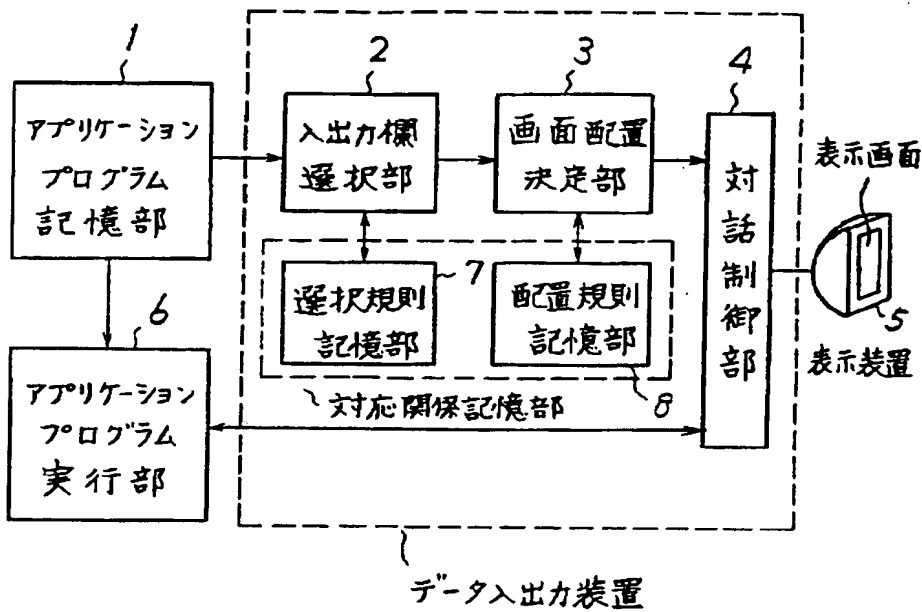 1
アプリケーション
プログラム
記憶部
2
入出力欄
選択部
3
画面配置
決定部
4
対話制御部
表示画面
5
表示装置
7
選択規則
記憶部
配置規則
記憶部
8
対応関係記憶部
6
アプリケーション
プログラム
実行部
データ入出力装置